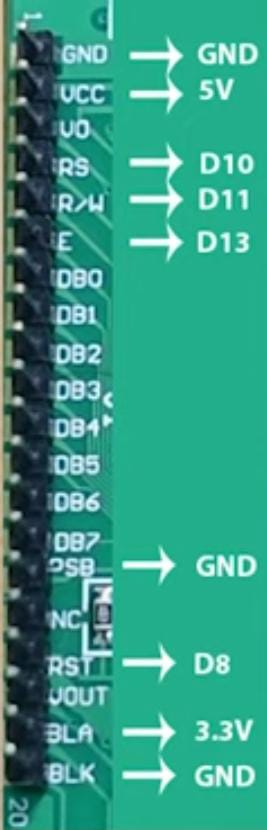 1
GND → GND
VCC → 5V
VO
RS → D10
R/W → D11
E → D13
DB0
DB1
DB2
DB3
DB4
DB5
DB6
DB7
PSB → GND
NC
RST → D8
VOUT
BLA → 3.3V
BLK → GND
20